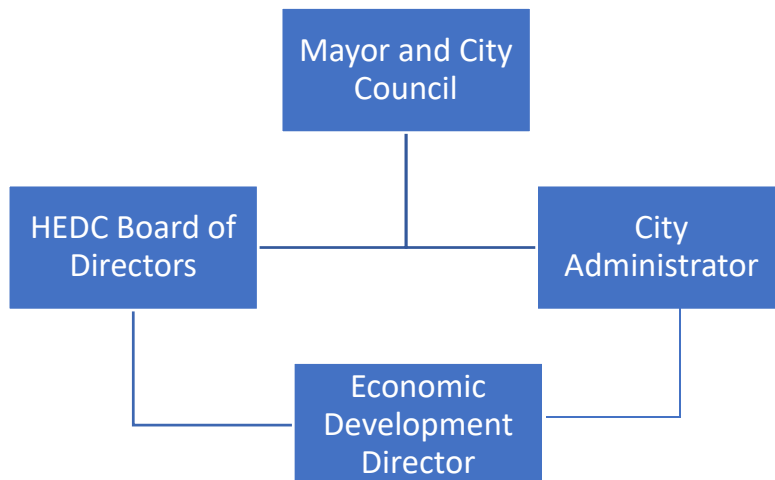 Mayor and City
Council
HEDC Board of
Directors
City
Administrator
Economic
Development
Director